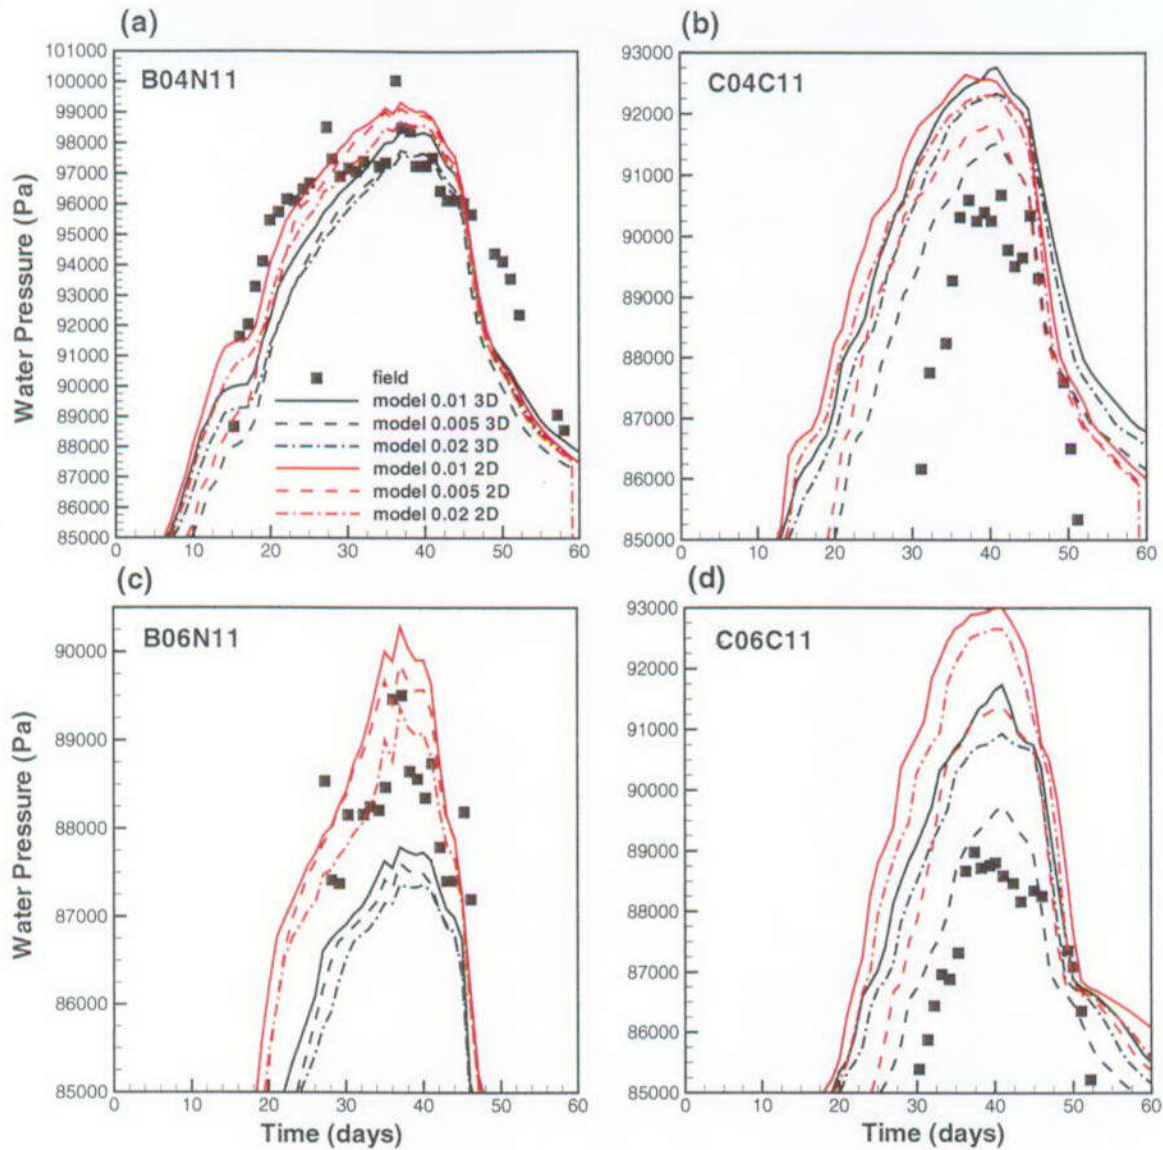 (a)
B04N11
101000
100000
99000
98000
97000
96000
95000
94000
93000
92000
91000
90000
89000
88000
87000
86000
85000
Water Pressure (Pa)
field
model 0.01 3D
model 0.005 3D
model 0.02 3D
model 0.01 2D
model 0.005 2D
model 0.02 2D
0 10 20 30 40 50 60
(b)
C04C11
93000
92000
91000
90000
89000
88000
87000
86000
85000
0 10 20 30 40 50 60
(c)
B06N11
90000
89000
88000
87000
86000
85000
Water Pressure (Pa)
0 10 20 30 40 50 60
Time (days)
(d)
C06C11
93000
92000
91000
90000
89000
88000
87000
86000
85000
0 10 20 30 40 50 60
Time (days)